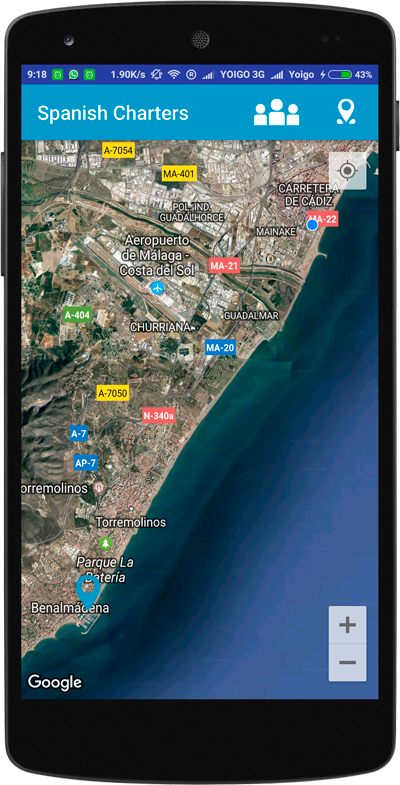 9:18 1.90K/s R YOIGO 3G Yoigo 43%
Spanish Charters
A-7054
MA-401
CARRETERA
DE CÁDIZ
POL. IND.
GUADALHORCE
MA-22
MAINAKE
Aeropuerto
de Málaga -
Costa del Sol
MA-21
A-404
GUADALMAR
CHURRIANA
MA-20
A-7050
N-340a
A-7
AP-7
orremolinos
Torremolinos
Parque La
Batería
Benalmádena
+
−
Google